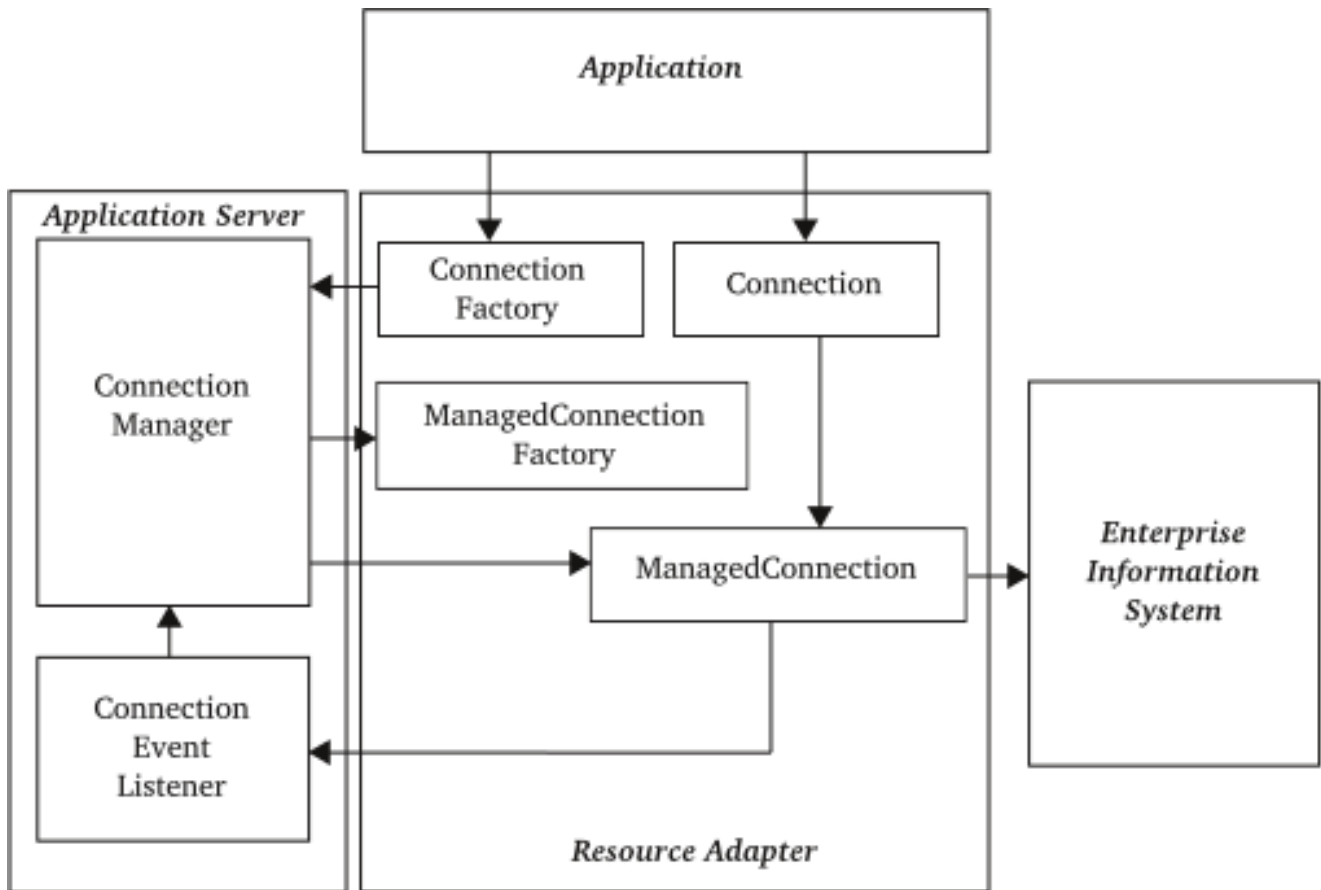 Application
Application Server
Connection
Factory
Connection
Connection
Manager
ManagedConnection
Factory
ManagedConnection
Enterprise
Information
System
Connection
Event
Listener
Resource Adapter